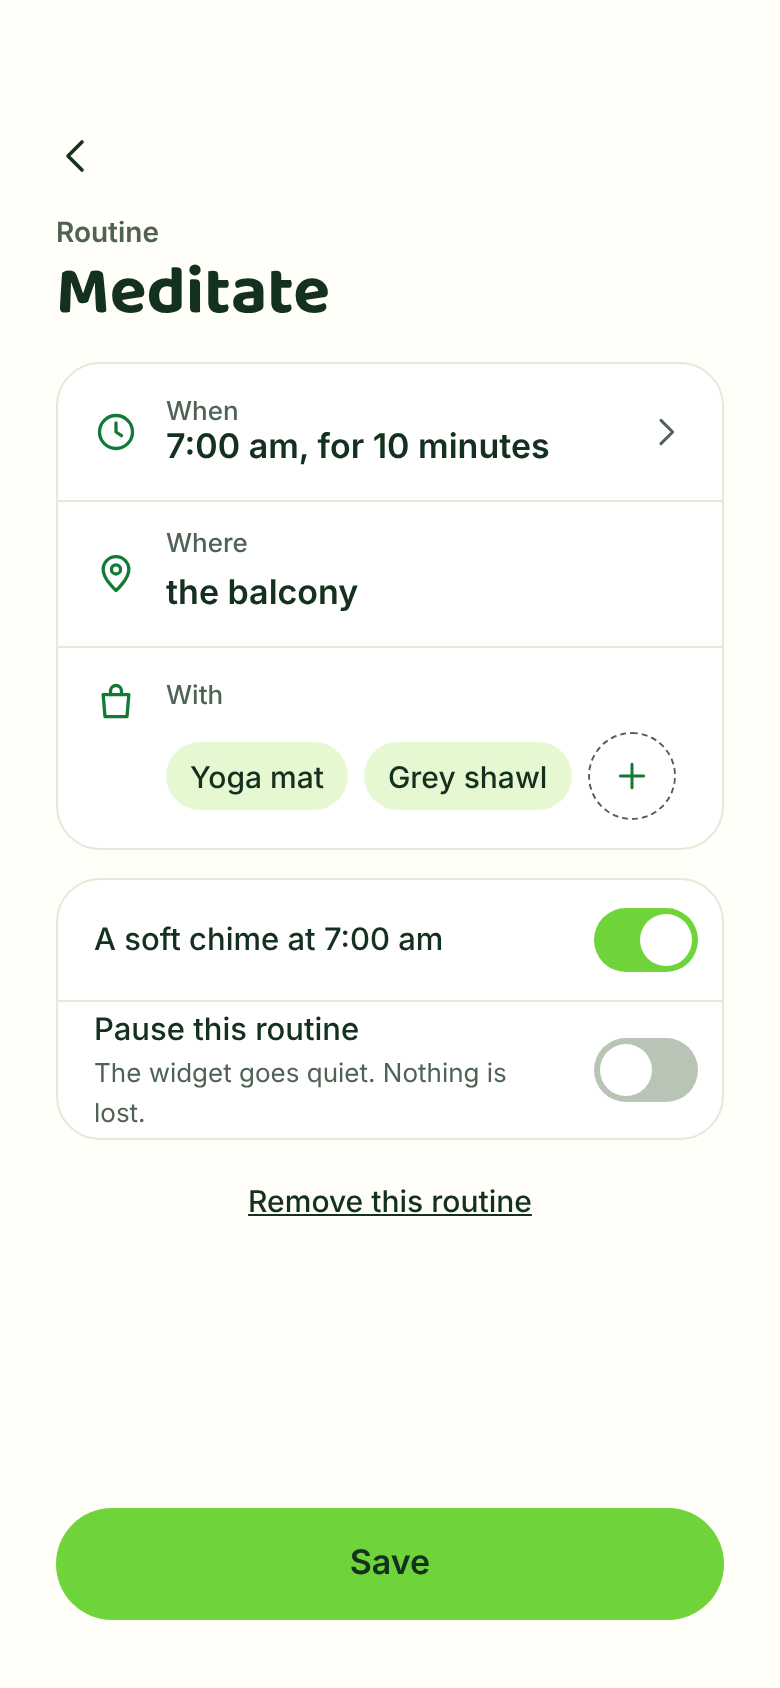 Routine
Meditate
When
7:00 am, for 10 minutes
Where
the balcony
With
Yoga mat
Grey shawl
A soft chime at 7:00 am
Pause this routine
The widget goes quiet. Nothing is
lost.
Remove this routine
Save